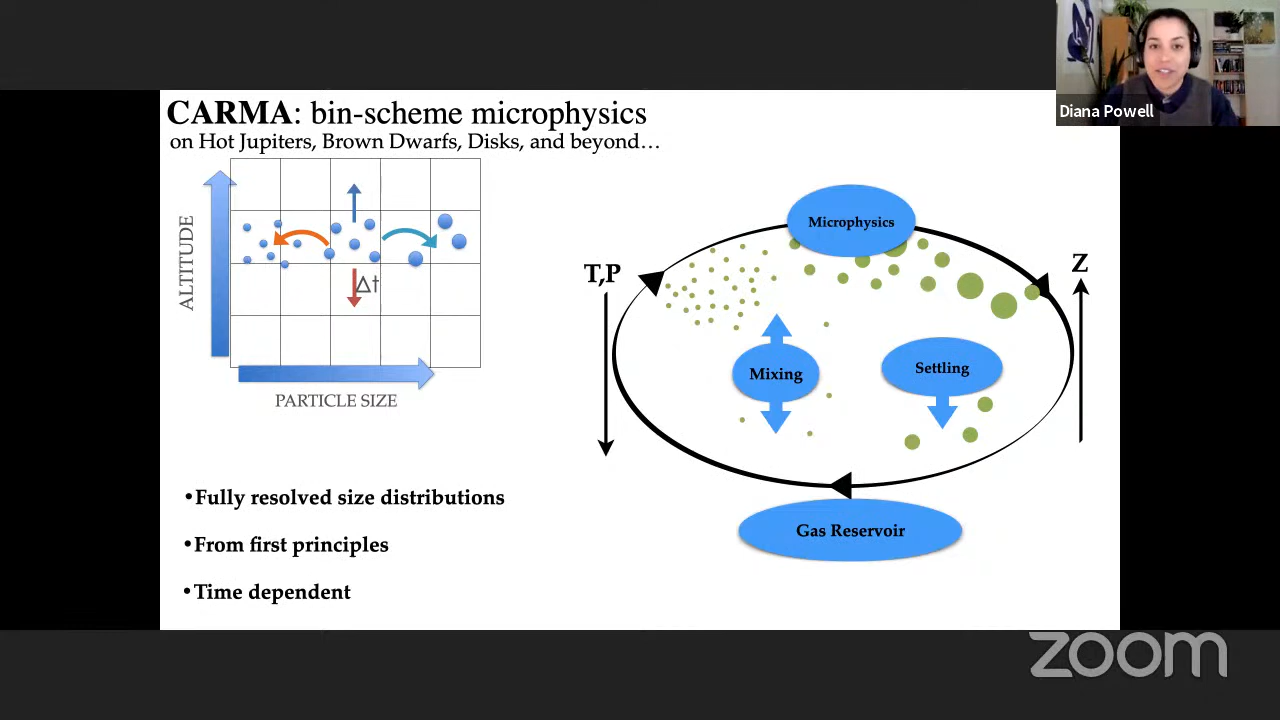 Diana Powell
CARMA: bin-scheme microphysics
on Hot Jupiters, Brown Dwarfs, Disks, and beyond…
ALTITUDE
Δt
PARTICLE SIZE
•Fully resolved size distributions
•From first principles
•Time dependent
Microphysics
T,P
Z
Mixing
Settling
Gas Reservoir
zoom